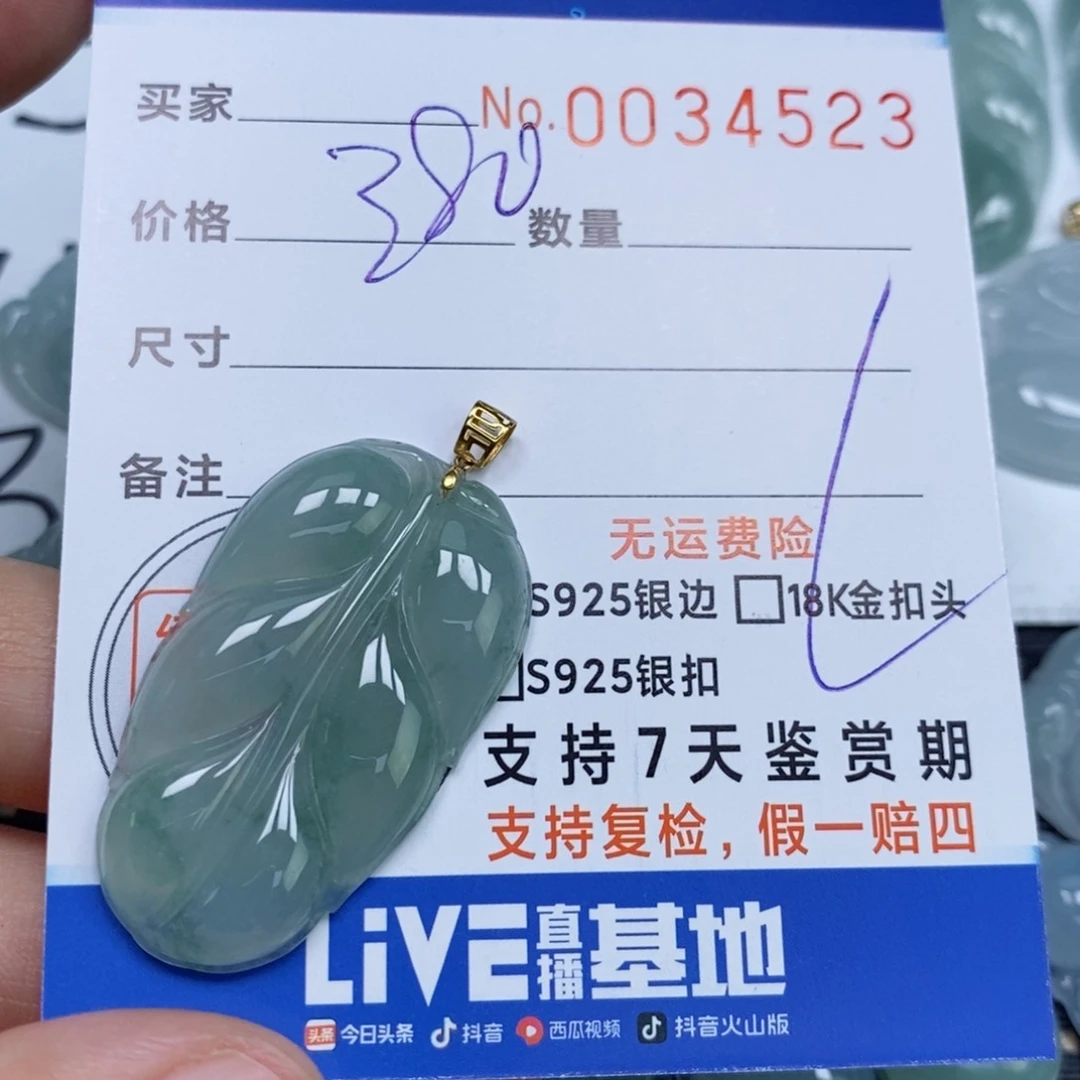 买家 No.0034523
价格 380 数量
尺寸
备注
无运费险
S925银边 18K金扣头
S925银扣
支持7天鉴赏期
支持复检，假一赔四
LiVE直播基地
头条 今日头条 抖音 西瓜视频 抖音火山版